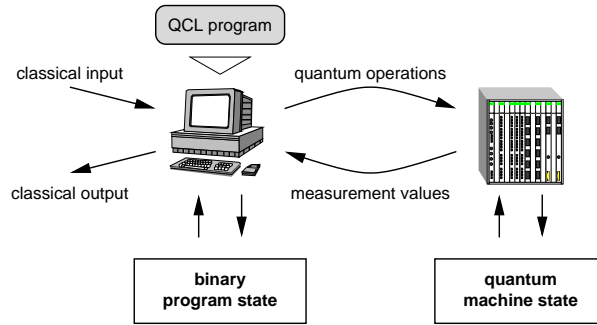 QCL program
classical input
quantum operations
classical output
measurement values
binary
program state
quantum
machine state